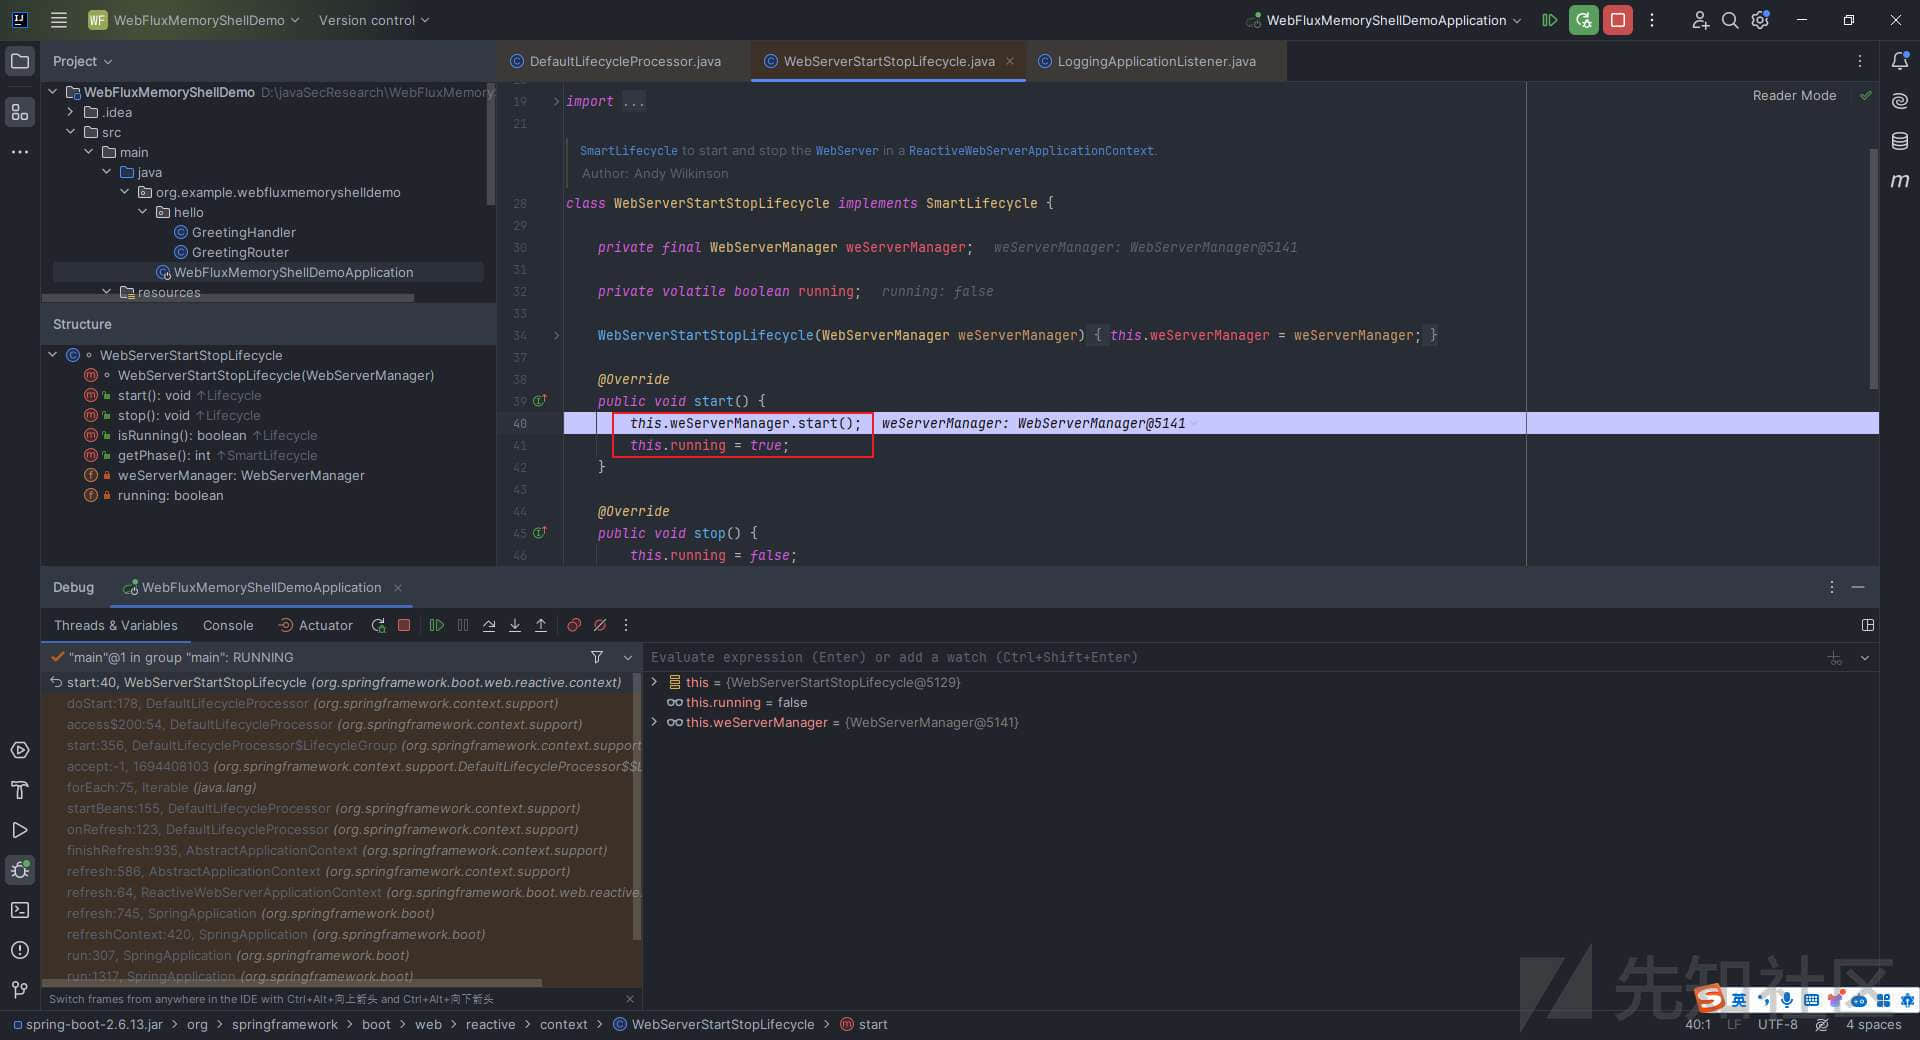 WF WebFluxMemoryShellDemo Version control WebFluxMemoryShellDemoApplication
Project
WebFluxMemoryShellDemo D:\javaSecResearch\WebFluxMemory
.idea
src
main
java
org.example.webfluxmemoryshelldemo
hello
GreetingHandler
GreetingRouter
WebFluxMemoryShellDemoApplication
resources
Structure
WebServerStartStopLifecycle
WebServerStartStopLifecycle(WebServerManager)
start(): void ↑Lifecycle
stop(): void ↑Lifecycle
isRunning(): boolean ↑Lifecycle
getPhase(): int ↑SmartLifecycle
weServerManager: WebServerManager
running: boolean
DefaultLifecycleProcessor.java WebServerStartStopLifecycle.java LoggingApplicationListener.java
Reader Mode
19 import ...
21
SmartLifecycle to start and stop the WebServer in a ReactiveWebServerApplicationContext.
Author: Andy Wilkinson
28 class WebServerStartStopLifecycle implements SmartLifecycle {
29
30 private final WebServerManager weServerManager; weServerManager: WebServerManager@5141
31
32 private volatile boolean running; running: false
33
34 WebServerStartStopLifecycle(WebServerManager weServerManager) { this.weServerManager = weServerManager; }
37
38 @Override
39 public void start() {
40 this.weServerManager.start(); weServerManager: WebServerManager@5141
41 this.running = true;
42 }
43
44 @Override
45 public void stop() {
46 this.running = false;
Debug WebFluxMemoryShellDemoApplication
Threads & Variables Console Actuator
"main"@1 in group "main": RUNNING
start:40, WebServerStartStopLifecycle (org.springframework.boot.web.reactive.context)
doStart:178, DefaultLifecycleProcessor (org.springframework.context.support)
access$200:54, DefaultLifecycleProcessor (org.springframework.context.support)
start:356, DefaultLifecycleProcessor$LifecycleGroup (org.springframework.context.support
accept:-1, 1694408103 (org.springframework.context.support.DefaultLifecycleProcessor$$L
forEach:75, Iterable (java.lang)
startBeans:155, DefaultLifecycleProcessor (org.springframework.context.support)
onRefresh:123, DefaultLifecycleProcessor (org.springframework.context.support)
finishRefresh:935, AbstractApplicationContext (org.springframework.context.support)
refresh:586, AbstractApplicationContext (org.springframework.context.support)
refresh:64, ReactiveWebServerApplicationContext (org.springframework.boot.web.reactive.
refresh:745, SpringApplication (org.springframework.boot)
refreshContext:420, SpringApplication (org.springframework.boot)
run:307, SpringApplication (org.springframework.boot)
run:1317, SpringApplication (org.springframework.boot)
Switch frames from anywhere in the IDE with Ctrl+Alt+向上箭头 and Ctrl+Alt+向下箭头
Evaluate expression (Enter) or add a watch (Ctrl+Shift+Enter)
this = {WebServerStartStopLifecycle@5129}
this.running = false
this.weServerManager = {WebServerManager@5141}
先知社区
英
spring-boot-2.6.13.jar > org > springframework > boot > web > reactive > context > WebServerStartStopLifecycle > start
40:1 LF UTF-8 4 spaces